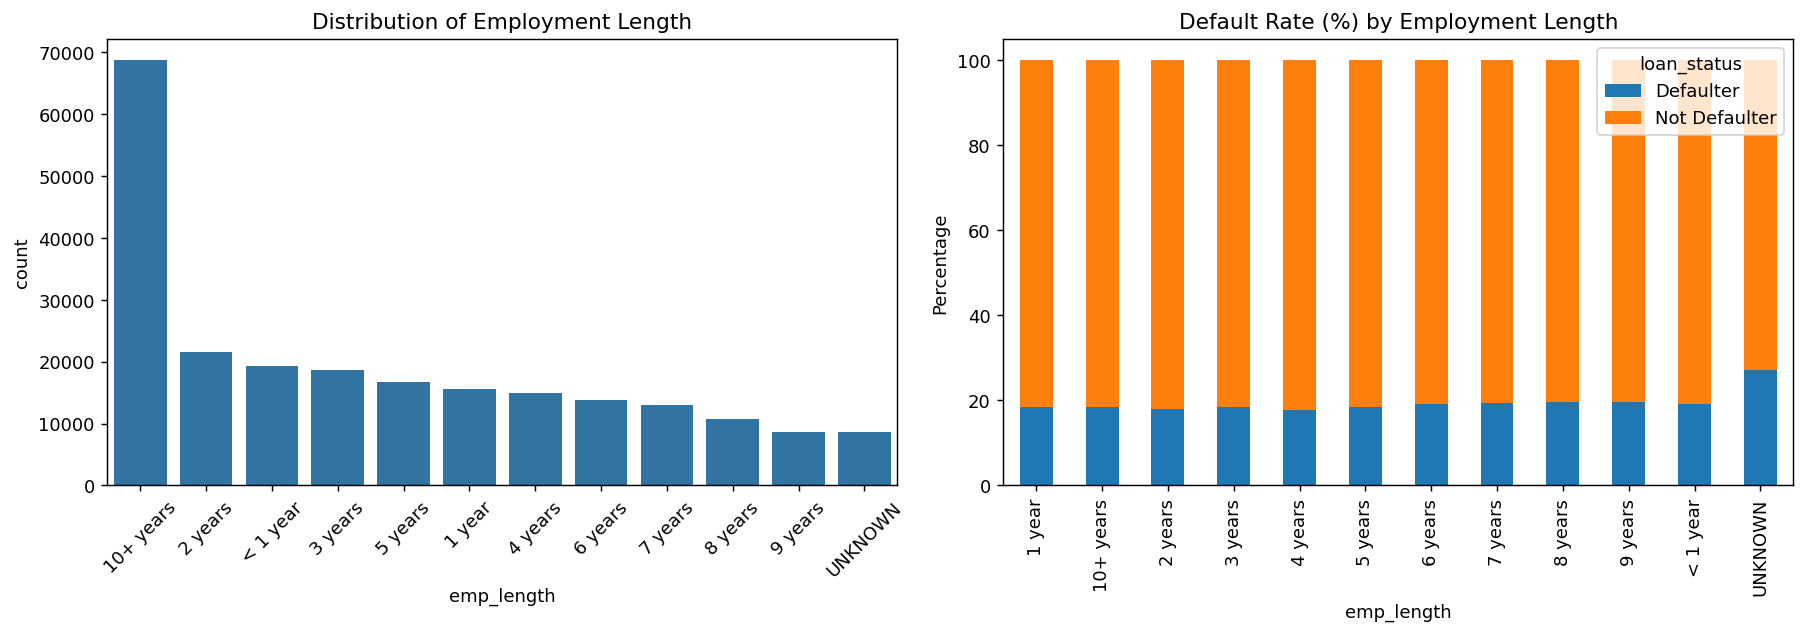 Distribution of Employment Length
70000
60000
50000
40000
30000
20000
10000
0
count
10+ years
2 years
< 1 year
3 years
5 years
1 year
4 years
6 years
7 years
8 years
9 years
UNKNOWN
emp_length
Default Rate (%) by Employment Length
loan_status
Defaulter
Not Defaulter
100
80
60
40
20
0
Percentage
1 year
10+ years
2 years
3 years
4 years
5 years
6 years
7 years
8 years
9 years
< 1 year
UNKNOWN
emp_length